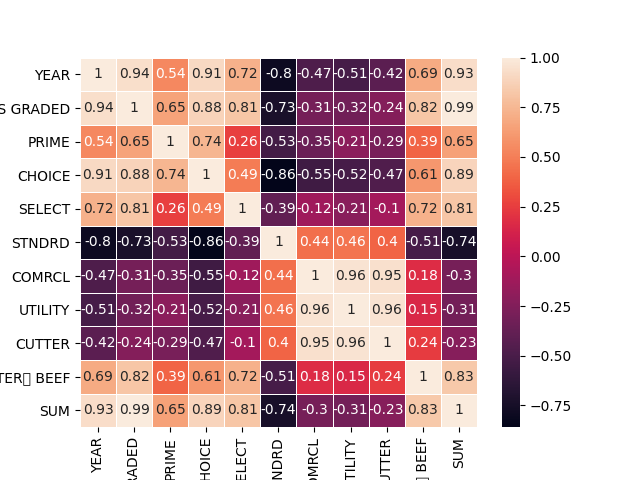 YEAR 1 0.94 0.54 0.91 0.72 -0.8 -0.47 -0.51 -0.42 0.69 0.93
S GRADED 0.94 1 0.65 0.88 0.81 -0.73 -0.31 -0.32 -0.24 0.82 0.99
PRIME 0.54 0.65 1 0.74 0.26 -0.53 -0.35 -0.21 -0.29 0.39 0.65
CHOICE 0.91 0.88 0.74 1 0.49 -0.86 -0.55 -0.52 -0.47 0.61 0.89
SELECT 0.72 0.81 0.26 0.49 1 -0.39 -0.12 -0.21 -0.1 0.72 0.81
STNDRD -0.8 -0.73 -0.53 -0.86 -0.39 1 0.44 0.46 0.4 -0.51 -0.74
COMRCL -0.47 -0.31 -0.35 -0.55 -0.12 0.44 1 0.96 0.95 0.18 -0.3
UTILITY -0.51 -0.32 -0.21 -0.52 -0.21 0.46 0.96 1 0.96 0.15 -0.31
CUTTER -0.42 -0.24 -0.29 -0.47 -0.1 0.4 0.95 0.96 1 0.24 -0.23
TER▯ BEEF 0.69 0.82 0.39 0.61 0.72 -0.51 0.18 0.15 0.24 1 0.83
SUM 0.93 0.99 0.65 0.89 0.81 -0.74 -0.3 -0.31 -0.23 0.83 1
YEAR RADED PRIME HOICE ELECT NDRD OMRCL TILITY UTTER ▯ BEEF SUM
1.00
0.75
0.50
0.25
0.00
−0.25
−0.50
−0.75